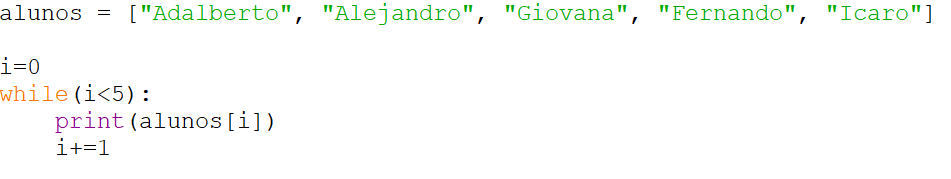 alunos = ["Adalberto", "Alejandro", "Giovana", "Fernando", "Icaro"]
i=0
while(i<5):
    print(alunos[i])
    i+=1